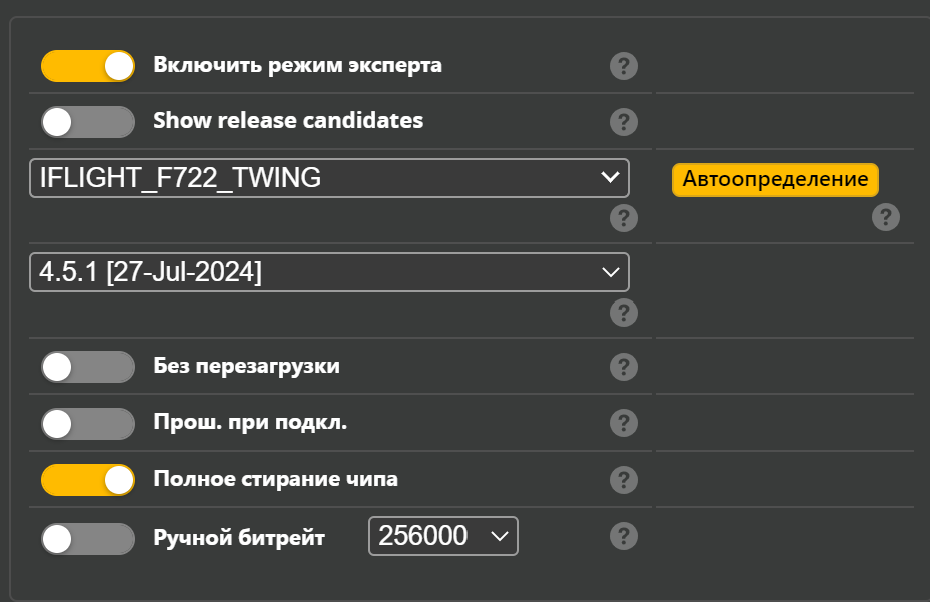 Включить режим эксперта ?
Show release candidates ?
IFLIGHT_F722_TWING
Автоопределение
? ?
4.5.1 [27-Jul-2024]
?
Без перезагрузки ?
Прош. при подкл. ?
Полное стирание чипа ?
Ручной битрейт 256000 ?